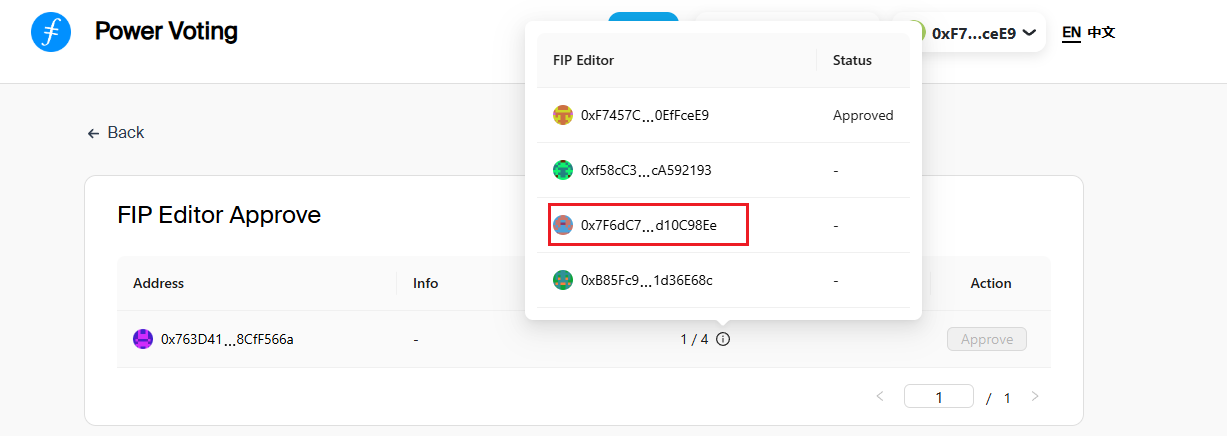 Power Voting
0xF7...ceE9
EN 中文
Back
FIP Editor Status
0xF7457C...0EfFceE9 Approved
0xf58cC3...cA592193 -
0x7F6dC7...d10C98Ee -
0xB85Fc9...1d36E68c -
FIP Editor Approve
Address Info Action
0x763D41...8CfF566a - 1 / 4 Approve
1 / 1